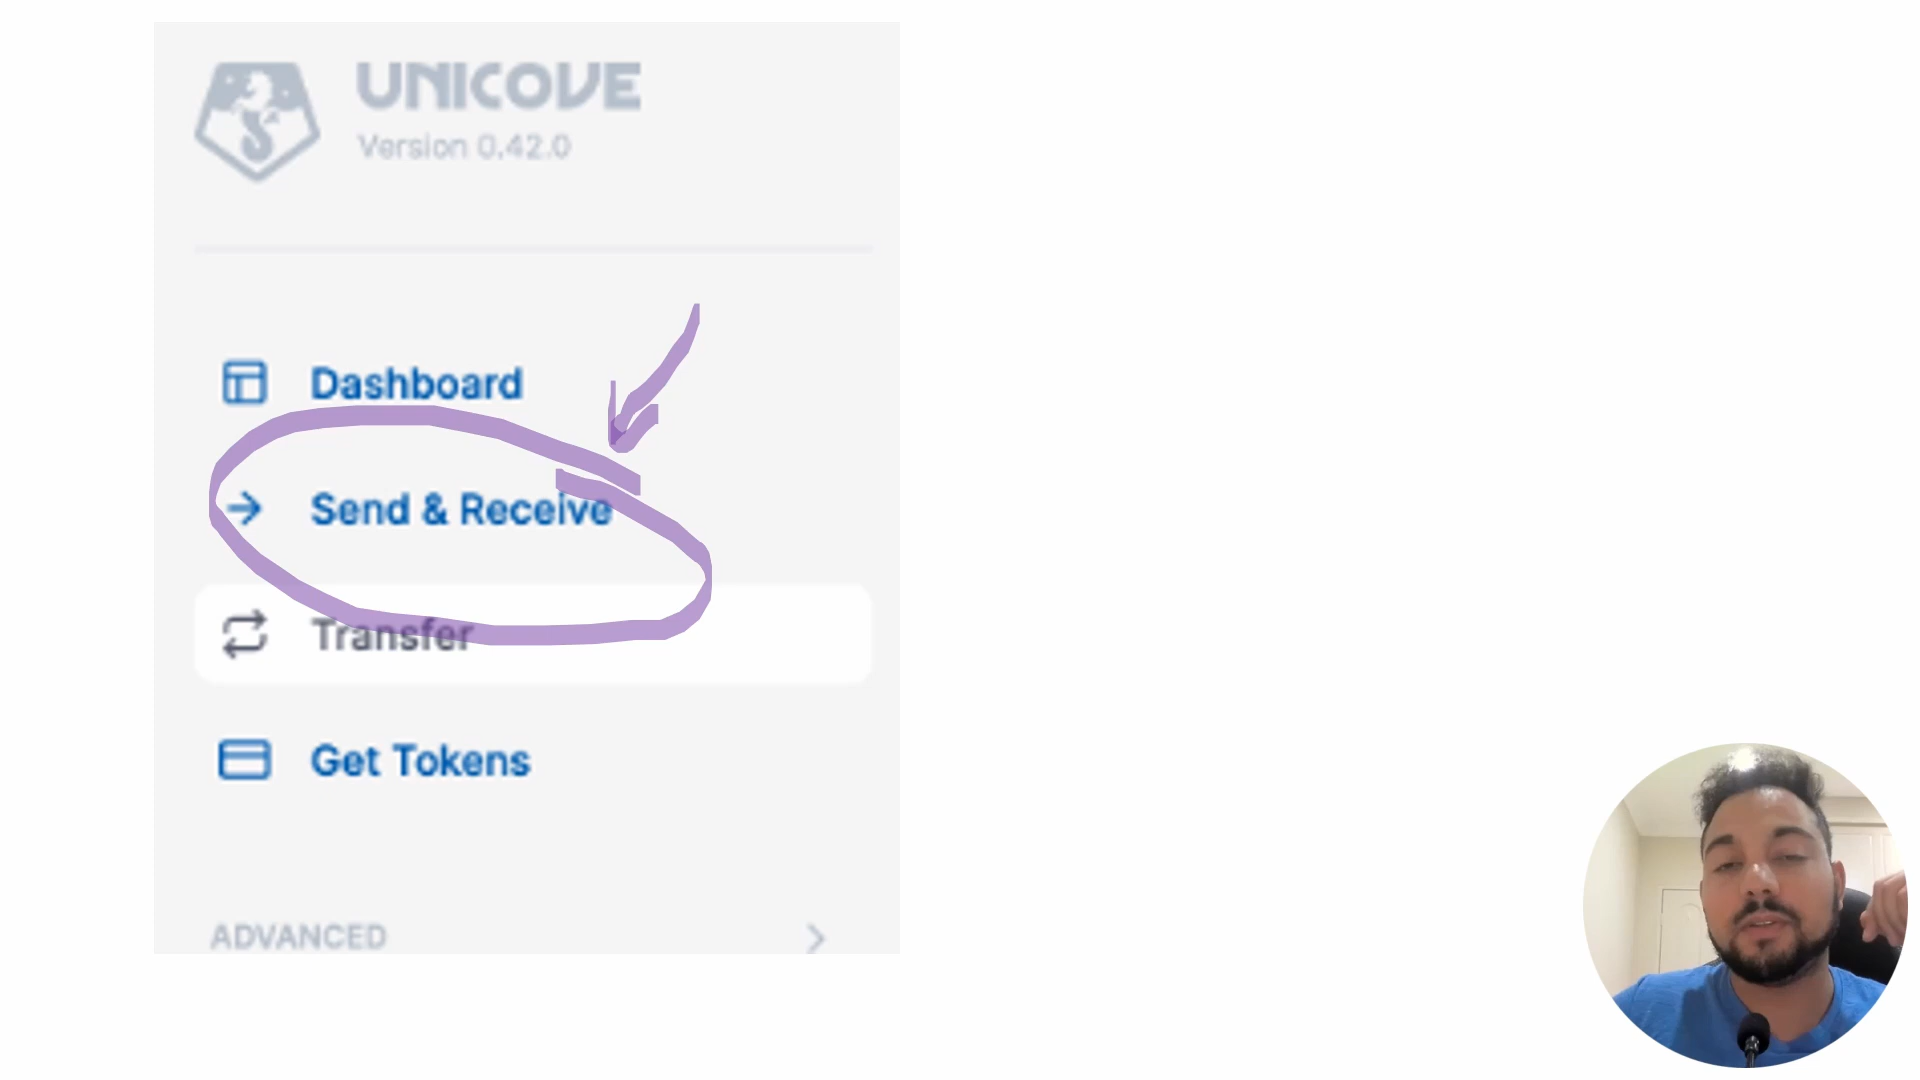 UNICOVE
Version 0.42.0
Dashboard
Send & Receive
Transfer
Get Tokens
ADVANCED